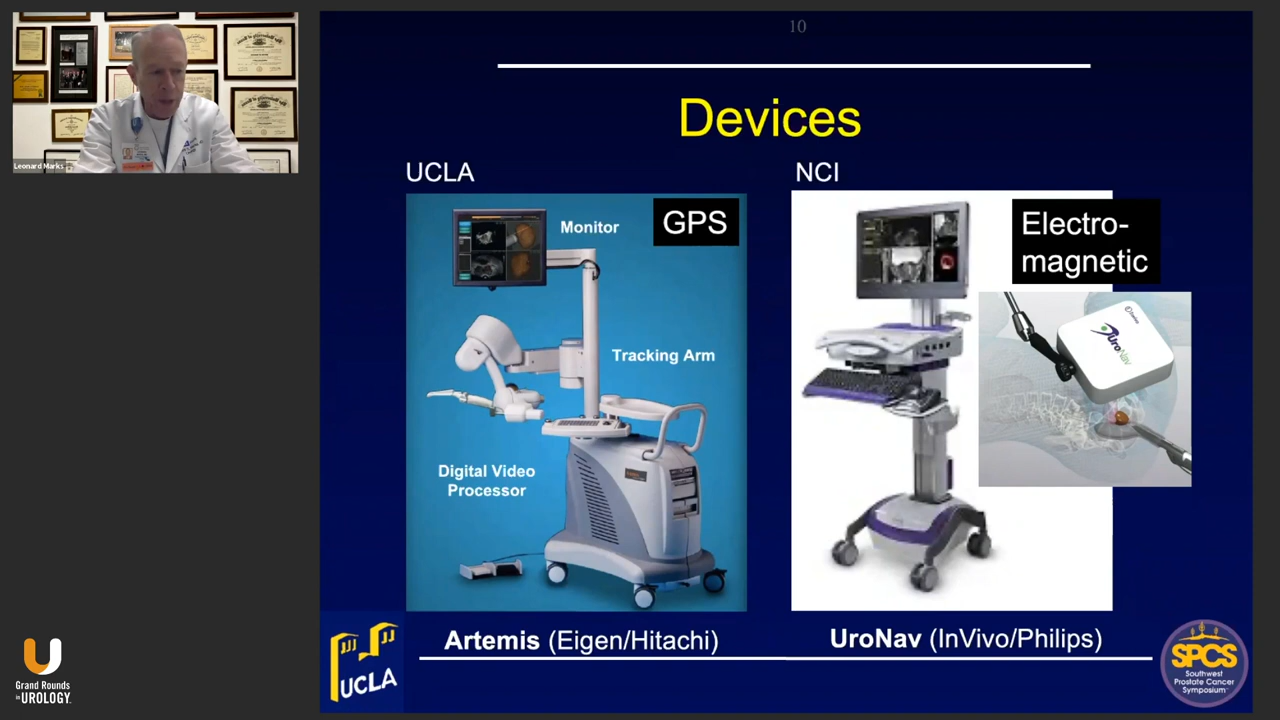 10
Devices
Leonard Marks
UCLA
NCI
GPS
Monitor
Tracking Arm
Digital Video
Processor
Electro-
magnetic
UroNav
Artemis (Eigen/Hitachi)
UroNav (InVivo/Philips)
UCLA
SPCS
Southwest
Prostate Cancer
Symposium
Grand Rounds
in UROLOGY